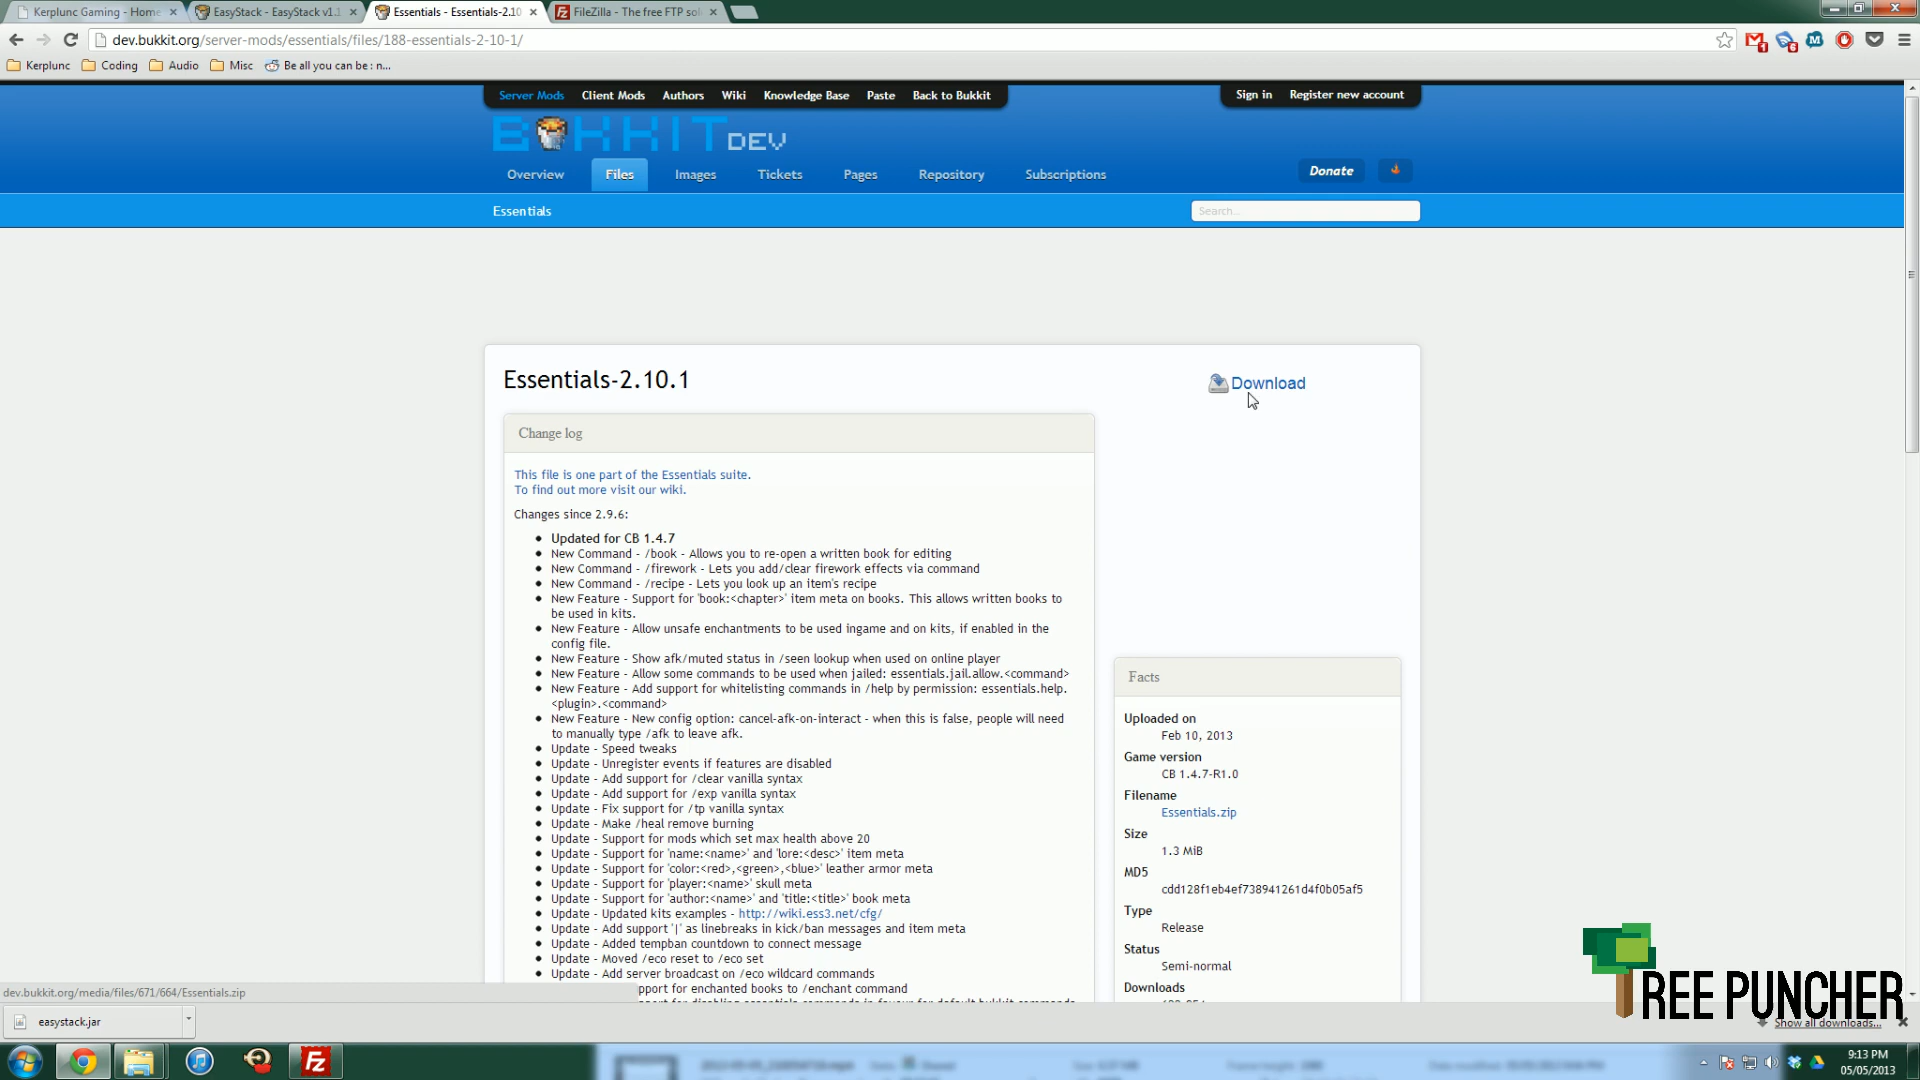 Kerplunc Gaming - Home
EasyStack - EasyStack v1.1
Essentials - Essentials-2.10
FileZilla - The free FTP sol
dev.bukkit.org/server-mods/essentials/files/188-essentials-2-10-1/
Kerplunc Coding Audio Misc Be all you can be : n...
Server Mods Client Mods Authors Wiki Knowledge Base Paste Back to Bukkit Sign in Register new account
BUKKIT DEV
Overview Files Images Tickets Pages Repository Subscriptions Donate
Essentials Search...
Essentials-2.10.1
Download
Change log
This file is one part of the Essentials suite.
To find out more visit our wiki.
Changes since 2.9.6:
Updated for CB 1.4.7
New Command - /book - Allows you to re-open a written book for editing
New Command - /firework - Lets you add/clear firework effects via command
New Command - /recipe - Lets you look up an item's recipe
New Feature - Support for 'book:<chapter>' item meta on books. This allows written books to
be used in kits.
New Feature - Allow unsafe enchantments to be used ingame and on kits, if enabled in the
config file.
New Feature - Show afk/muted status in /seen lookup when used on online player
New Feature - Allow some commands to be used when jailed: essentials.jail.allow.<command>
New Feature - Add support for whitelisting commands in /help by permission: essentials.help.
<plugin>.<command>
New Feature - New config option: cancel-afk-on-interact - when this is false, people will need
to manually type /afk to leave afk.
Update - Speed tweaks
Update - Unregister events if features are disabled
Update - Add support for /clear vanilla syntax
Update - Add support for /exp vanilla syntax
Update - Fix support for /tp vanilla syntax
Update - Make /heal remove burning
Update - Support for mods which set max health above 20
Update - Support for 'name:<name>' and 'lore:<desc>' item meta
Update - Support for 'color:<red>,<green>,<blue>' leather armor meta
Update - Support for 'player:<name>' skull meta
Update - Support for 'author:<name>' and 'title:<title>' book meta
Update - Updated kits examples - http://wiki.ess3.net/cfg/
Update - Add support '|' as linebreaks in kick/ban messages and item meta
Update - Added tempban countdown to connect message
Update - Moved /eco reset to /eco set
Update - Add server broadcast on /eco wildcard commands
pport for enchanted books to /enchant command
Facts
Uploaded on
Feb 10, 2013
Game version
CB 1.4.7-R1.0
Filename
Essentials.zip
Size
1.3 MiB
MD5
cdd128f1eb4ef738941261d4f0b05af5
Type
Release
Status
Semi-normal
Downloads
dev.bukkit.org/media/files/671/664/Essentials.zip
easystack.jar
TREE PUNCHER
Show all downloads...
9:13 PM
05/05/2013